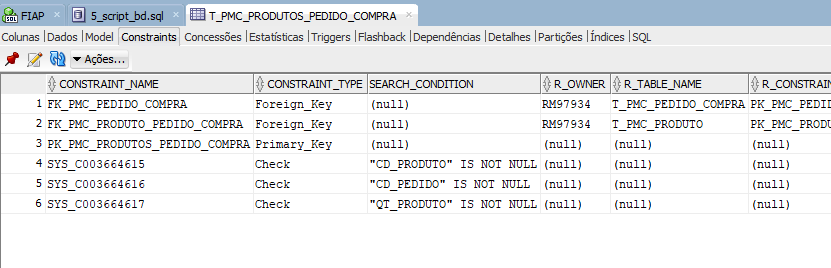 FIAP 5_script_bd.sql T_PMC_PRODUTOS_PEDIDO_COMPRA
Colunas Dados Model Constraints Concessões Estatísticas Triggers Flashback Dependências Detalhes Partições Índices SQL
Ações...
CONSTRAINT_NAME CONSTRAINT_TYPE SEARCH_CONDITION R_OWNER R_TABLE_NAME R_CONSTRAIN
1 FK_PMC_PEDIDO_COMPRA Foreign_Key (null) RM97934 T_PMC_PEDIDO_COMPRA PK_PMC_PEDI
2 FK_PMC_PRODUTO_PEDIDO_COMPRA Foreign_Key (null) RM97934 T_PMC_PRODUTO PK_PMC_PRODU
3 PK_PMC_PRODUTOS_PEDIDO_COMPRA Primary_Key (null) (null) (null) (null)
4 SYS_C003664615 Check "CD_PRODUTO" IS NOT NULL (null) (null) (null)
5 SYS_C003664616 Check "CD_PEDIDO" IS NOT NULL (null) (null) (null)
6 SYS_C003664617 Check "QT_PRODUTO" IS NOT NULL (null) (null) (null)